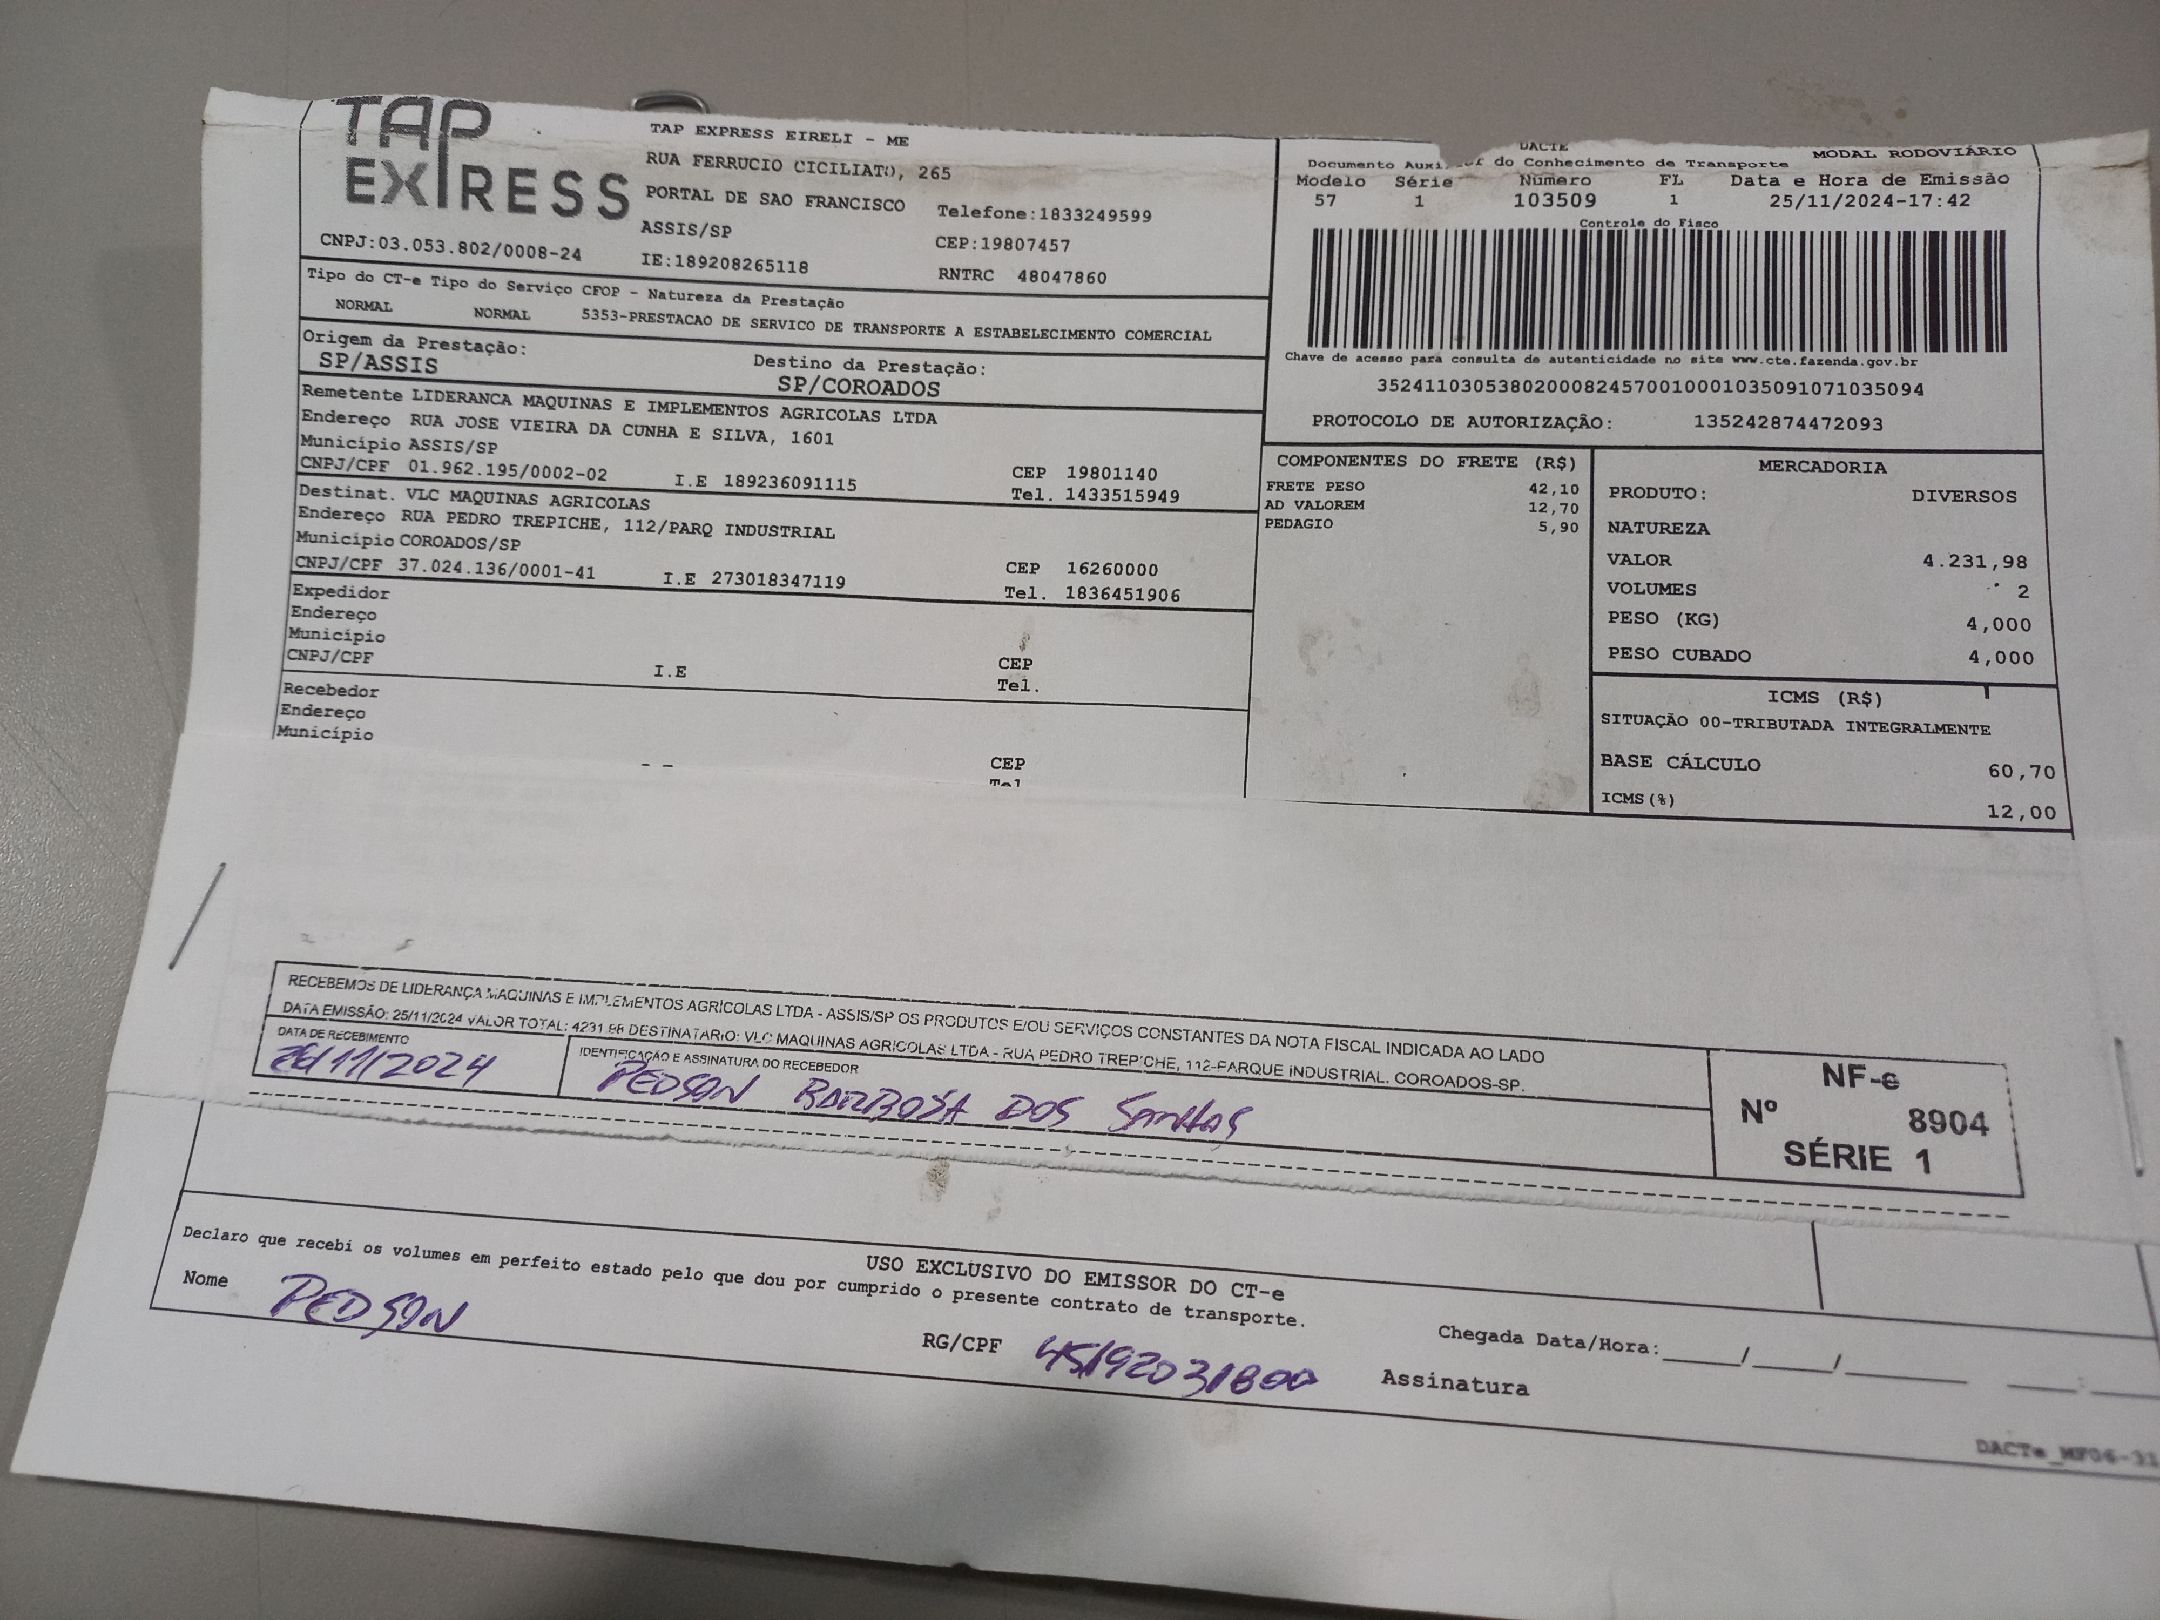 TAP
EXPRESS
CNPJ:03.053.802/0008-24
TAP EXPRESS EIRELI - ME
RUA FERRUCIO CICILIATO, 265
PORTAL DE SAO FRANCISCO Telefone:1833249599
ASSIS/SP CEP:19807457
IE:189208265118 RNTRC 48047860
DACTE
Documento Auxi r do Conhecimento de Transporte MODAL RODOVIÁRIO
Modelo Série Número FL Data e Hora de Emissão
57 1 103509 1 25/11/2024-17:42
Controle do Fisco
Chave de acesso para consulta de autenticidade no site www.cte.fazenda.gov.br
35241103053802000824570010001035091071035094
PROTOCOLO DE AUTORIZAÇÃO: 135242874472093
Tipo do CT-e Tipo do Serviço CFOP - Natureza da Prestação
NORMAL NORMAL 5353-PRESTACAO DE SERVICO DE TRANSPORTE A ESTABELECIMENTO COMERCIAL
Origem da Prestação: Destino da Prestação:
SP/ASSIS SP/COROADOS
Remetente LIDERANCA MAQUINAS E IMPLEMENTOS AGRICOLAS LTDA
Endereço RUA JOSE VIEIRA DA CUNHA E SILVA, 1601
Município ASSIS/SP CEP 19801140
CNPJ/CPF 01.962.195/0002-02 I.E 189236091115 Tel. 1433515949
Destinat. VLC MAQUINAS AGRICOLAS
Endereço RUA PEDRO TREPICHE, 112/PARQ INDUSTRIAL
Município COROADOS/SP CEP 16260000
CNPJ/CPF 37.024.136/0001-41 I.E 273018347119 Tel. 1836451906
Expedidor
Endereço
Município CEP
CNPJ/CPF I.E Tel.
Recebedor
Endereço
Município CEP
Tel
COMPONENTES DO FRETE (R$)
FRETE PESO 42,10
AD VALOREM 12,70
PEDAGIO 5,90
MERCADORIA
PRODUTO: DIVERSOS
NATUREZA
VALOR 4.231,98
VOLUMES 2
PESO (KG) 4,000
PESO CUBADO 4,000
ICMS (R$)
SITUAÇÃO 00-TRIBUTADA INTEGRALMENTE
BASE CÁLCULO 60,70
ICMS(%) 12,00
RECEBEMOS DE LIDERANÇA MAQUINAS E IMPLEMENTOS AGRÍCOLAS LTDA - ASSIS/SP OS PRODUTOS E/OU SERVIÇOS CONSTANTES DA NOTA FISCAL INDICADA AO LADO
DATA EMISSÃO: 25/11/2024 VALOR TOTAL: 4231.98 DESTINATARIO: VLC MAQUINAS AGRICOLAS LTDA - RUA PEDRO TREPICHE, 112-PARQUE INDUSTRIAL. COROADOS-SP.
DATA DE RECEBIMENTO IDENTIFICAÇÃO E ASSINATURA DO RECEBEDOR
26/11/2024 PEDSON BARBOSA DOS SANTOS
NF-e
Nº 8904
SÉRIE 1
USO EXCLUSIVO DO EMISSOR DO CT-e
Declaro que recebi os volumes em perfeito estado pelo que dou por cumprido o presente contrato de transporte.
Nome PEDSON RG/CPF 45192031800 Chegada Data/Hora:_____/_____/
Assinatura